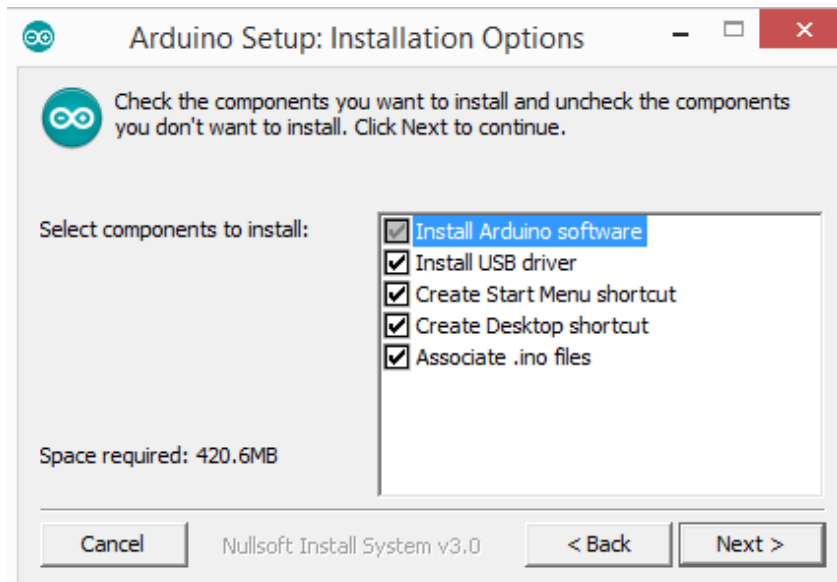 Arduino Setup: Installation Options
Check the components you want to install and uncheck the components
you don't want to install. Click Next to continue.
Select components to install:
Install Arduino software
Install USB driver
Create Start Menu shortcut
Create Desktop shortcut
Associate .ino files
Space required: 420.6MB
Cancel
Nullsoft Install System v3.0
< Back
Next >